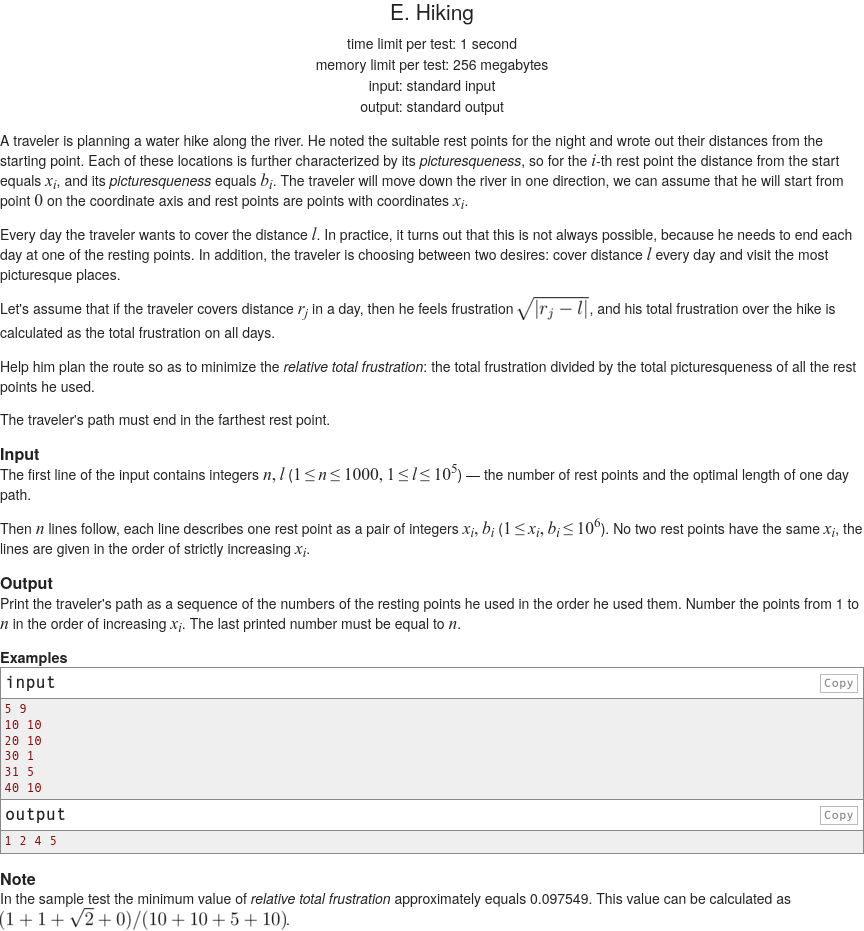 E. Hiking
time limit per test: 1 second
memory limit per test: 256 megabytes
input: standard input
output: standard output
A traveler is planning a water hike along the river. He noted the suitable rest points for the night and wrote out their distances from the
starting point. Each of these locations is further characterized by its picturesqueness, so for the i-th rest point the distance from the start
equals x_i, and its picturesqueness equals b_i. The traveler will move down the river in one direction, we can assume that he will start from
point 0 on the coordinate axis and rest points are points with coordinates x_i.
Every day the traveler wants to cover the distance l. In practice, it turns out that this is not always possible, because he needs to end each
day at one of the resting points. In addition, the traveler is choosing between two desires: cover distance l every day and visit the most
picturesque places.
Let's assume that if the traveler covers distance r_j in a day, then he feels frustration √|r_j − l|, and his total frustration over the hike is
calculated as the total frustration on all days.
Help him plan the route so as to minimize the relative total frustration: the total frustration divided by the total picturesqueness of all the rest
points he used.
The traveler's path must end in the farthest rest point.
Input
The first line of the input contains integers n, l (1 ≤ n ≤ 1000, 1 ≤ l ≤ 10^5) — the number of rest points and the optimal length of one day
path.
Then n lines follow, each line describes one rest point as a pair of integers x_i, b_i (1 ≤ x_i, b_i ≤ 10^6). No two rest points have the same x_i, the
lines are given in the order of strictly increasing x_i.
Output
Print the traveler's path as a sequence of the numbers of the resting points he used in the order he used them. Number the points from 1 to
n in the order of increasing x_i. The last printed number must be equal to n.
Examples
input Copy
5 9
10 10
20 10
30 1
31 5
40 10
output Copy
1 2 4 5
Note
In the sample test the minimum value of relative total frustration approximately equals 0.097549. This value can be calculated as
(1 + 1 + √2 + 0)/(10 + 10 + 5 + 10).